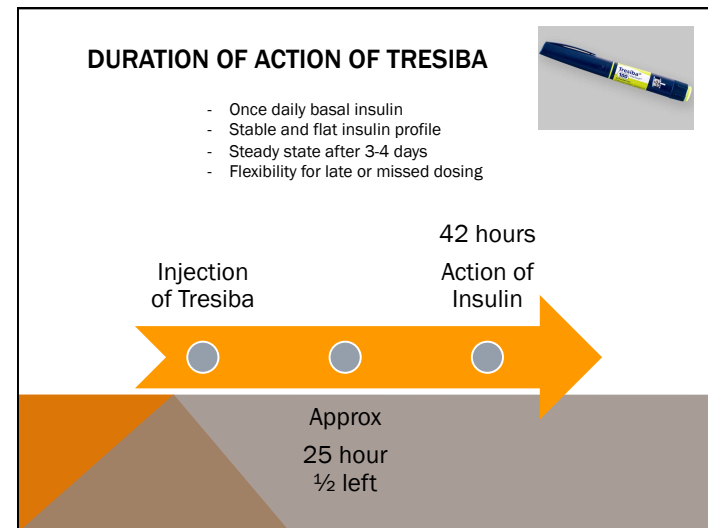 DURATION OF ACTION OF TRESIBA
Tresiba®
100
- Once daily basal insulin
- Stable and flat insulin profile
- Steady state after 3-4 days
- Flexibility for late or missed dosing
42 hours
Injection
of Tresiba
Action of
Insulin
Approx
25 hour
½ left